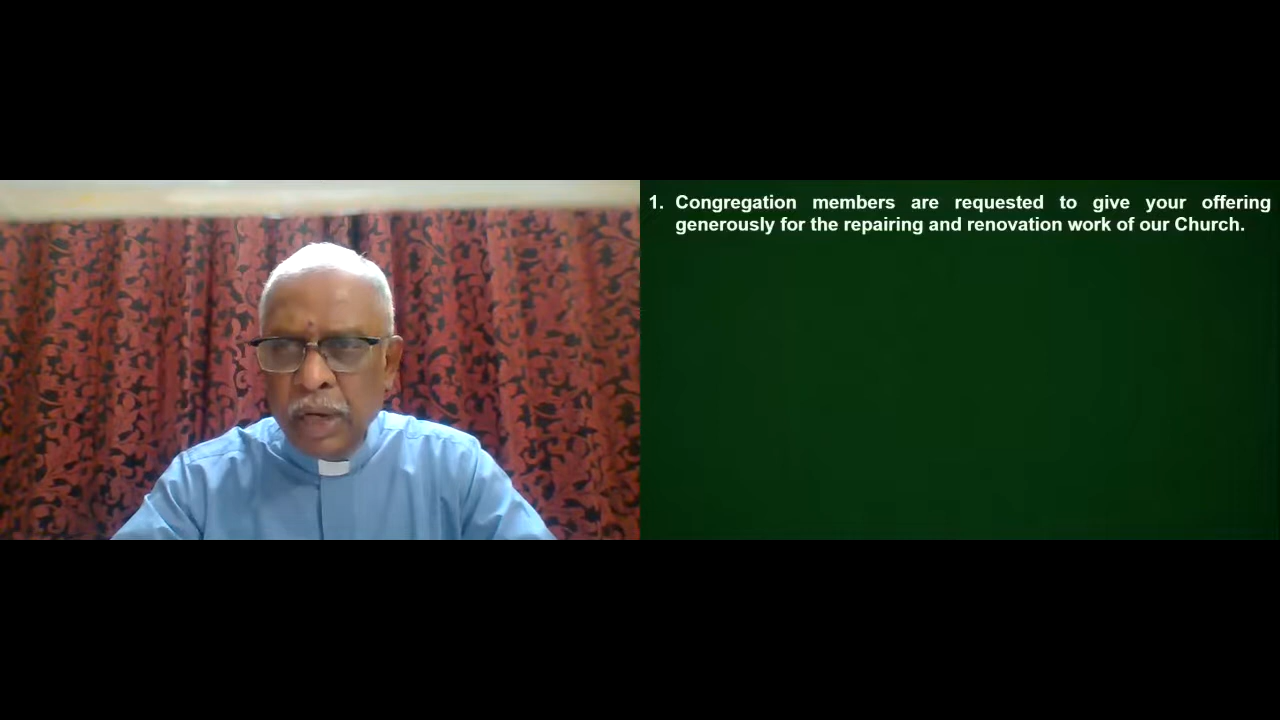 1. Congregation members are requested to give your offering
generously for the repairing and renovation work of our Church.